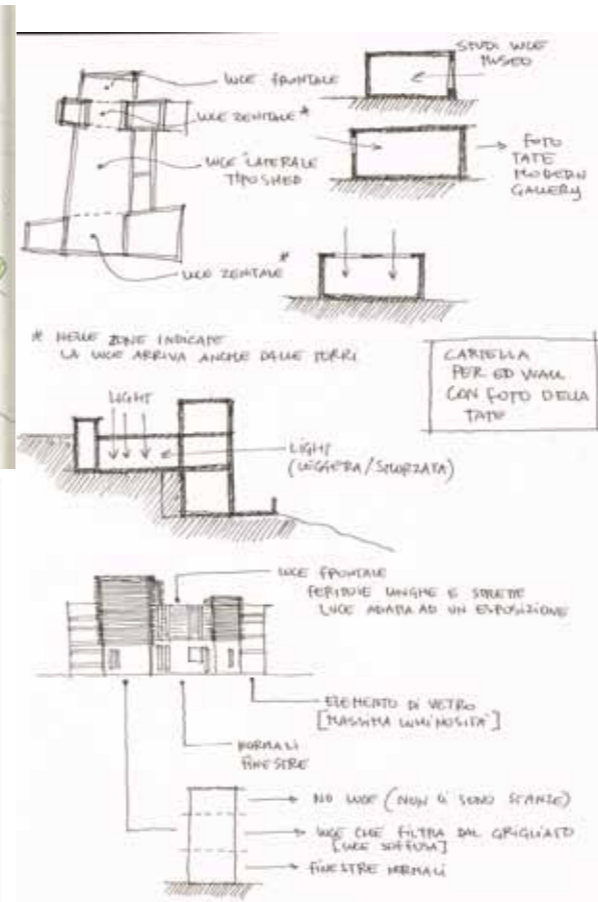 LUCE FRONTALE
LUCE ZENITALE *
LUCE LATERALE
TIPO SHED
LUCE ZENITALE *
STUDI LUCE
MUSEO
FOTO
TATE
MODERN
GALLERY
* NELLE ZONE INDICATE
LA LUCE ARRIVA ANCHE DALLE TORRI
CARTELLA
PER ED WALL
CON FOTO DELLA
TATE
LIGHT
LIGHT
(LEGGERA/SMORZATA)
LUCE FRONTALE
FERITOIE LUNGHE E STRETTE
LUCE ADATTA AD UN ESPOSIZIONE
ELEMENTO DI VETRO
[MASSIMA LUMINOSITA']
NORMALI
FINESTRE
NO LUCE (NON CI SONO STANZE)
LUCE CHE FILTRA DAL GRIGLIATO
[LUCE SOFFUSA]
FINESTRE NORMALI